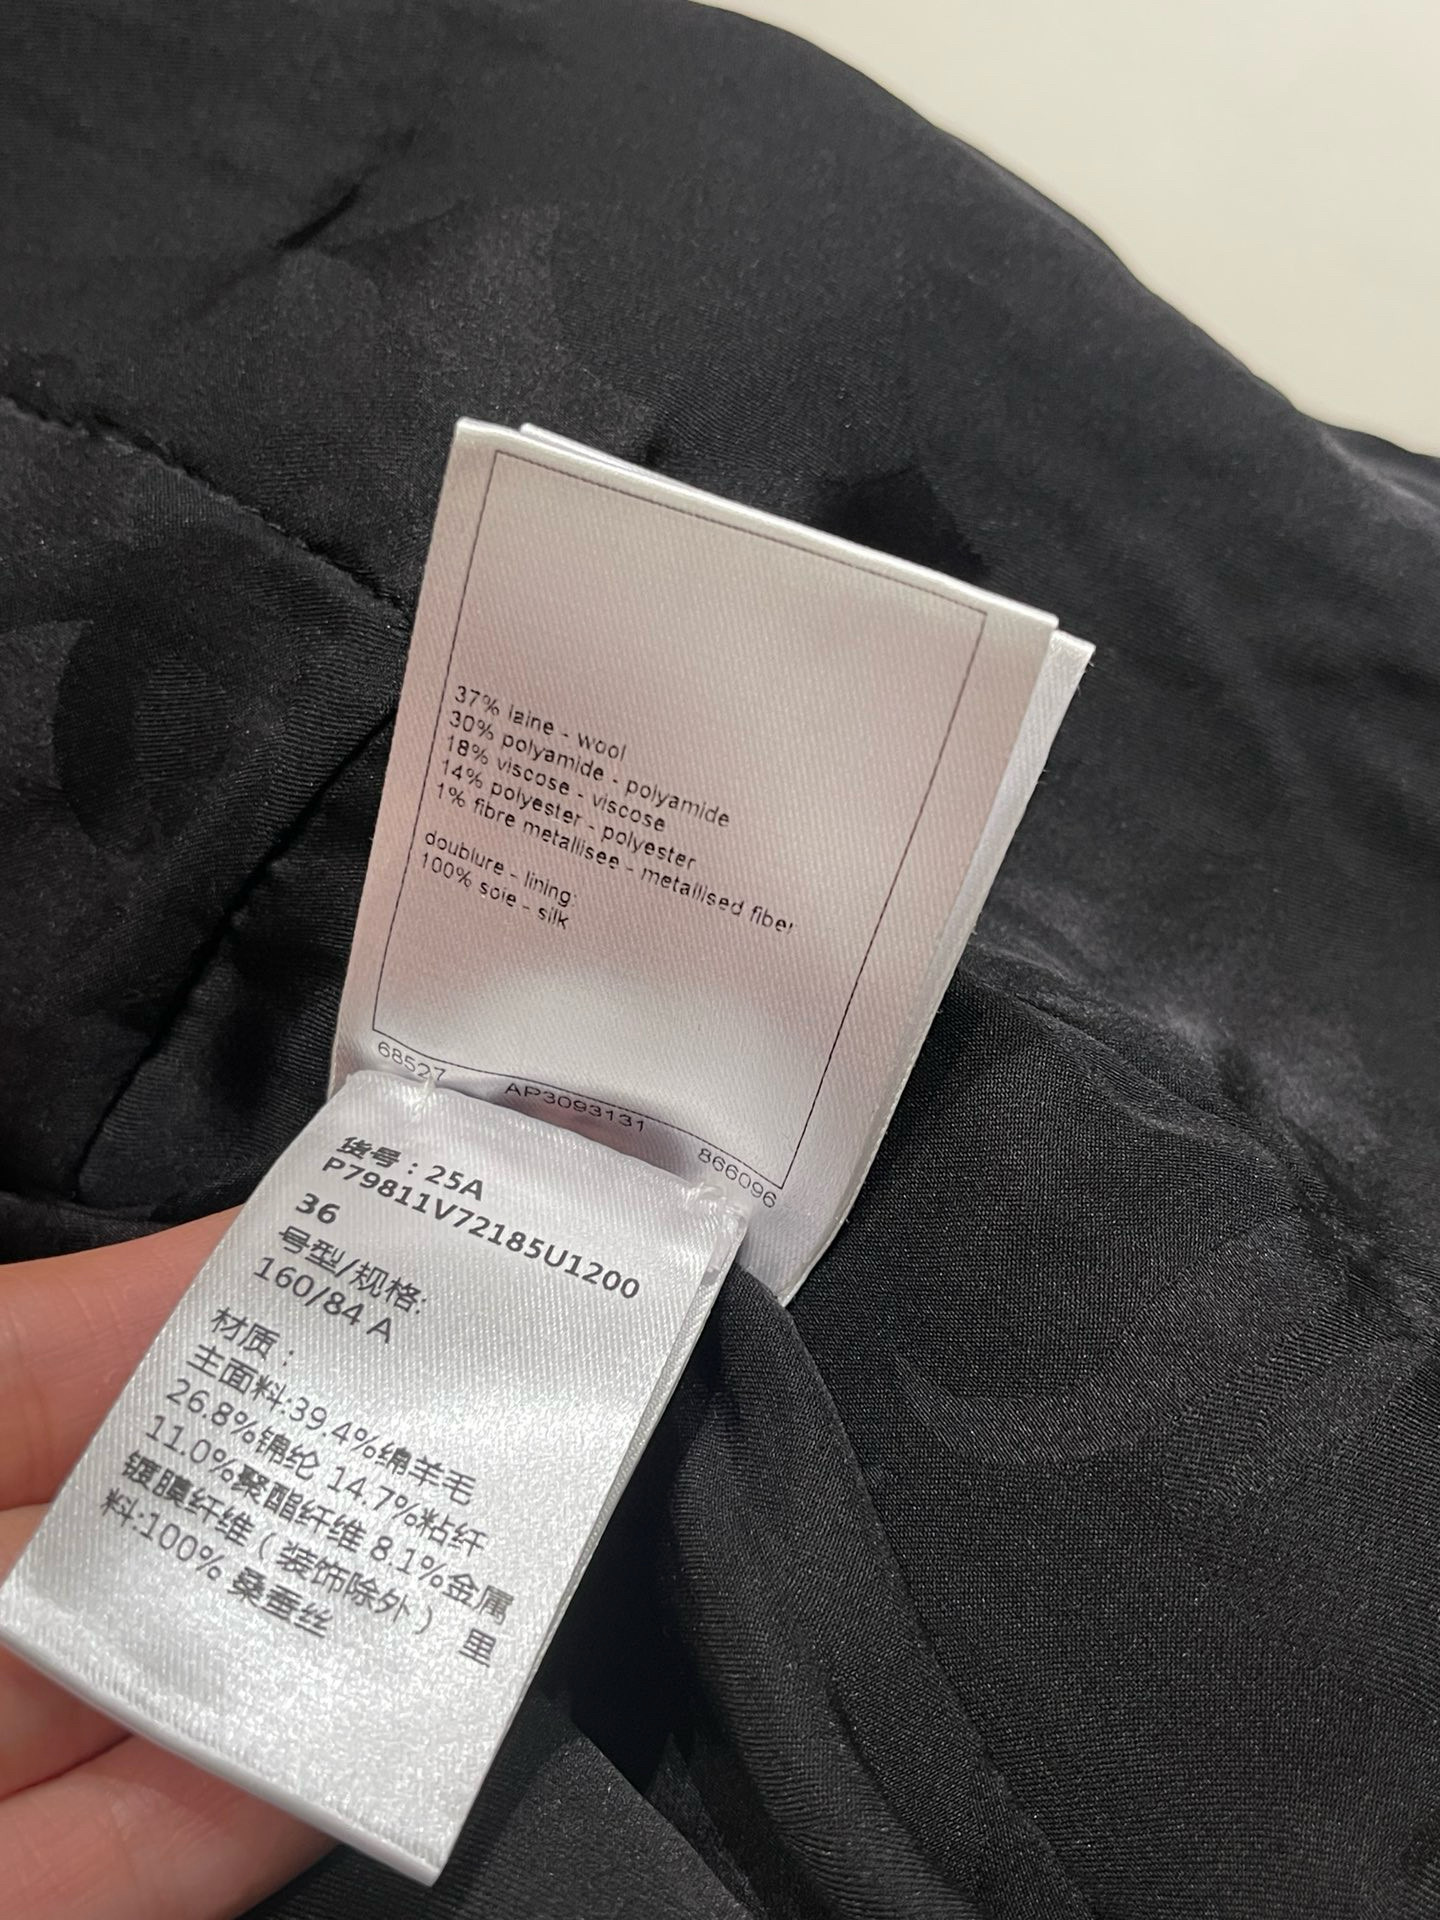 37% laine - wool
30% polyamide - polyamide
18% viscose - viscose
14% polyester - polyester
1% fibre metallisee - metallised fiber
doublure - lining:
100% soie - silk
68527 AP3093131 866096
货号：25A
P79811V72185U1200
36
号型/规格:
160/84 A
材质：
主面料:39.4%绵羊毛
26.8%锦纶 14.7%粘纤
11.0%聚酯纤维 8.1%金属
镀膜纤维（装饰除外） 里
料:100% 桑蚕丝